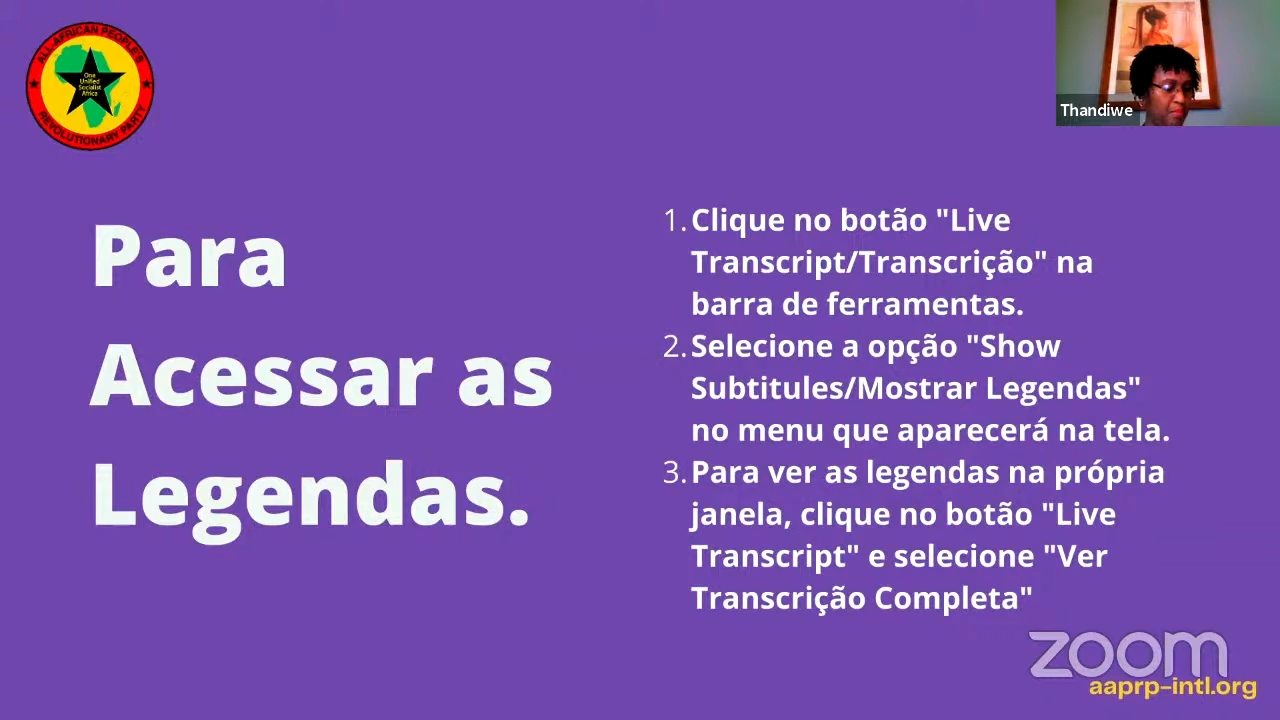 ALL-AFRICAN PEOPLE'S
One
Unified
Socialist
Africa
REVOLUTIONARY PARTY
Thandiwe
Para
Acessar as
Legendas.
1. Clique no botão "Live
Transcript/Transcrição" na
barra de ferramentas.
2. Selecione a opção "Show
Subtitules/Mostrar Legendas"
no menu que aparecerá na tela.
3. Para ver as legendas na própria
janela, clique no botão "Live
Transcript" e selecione "Ver
Transcrição Completa"
zoom
aaprp-intl.org